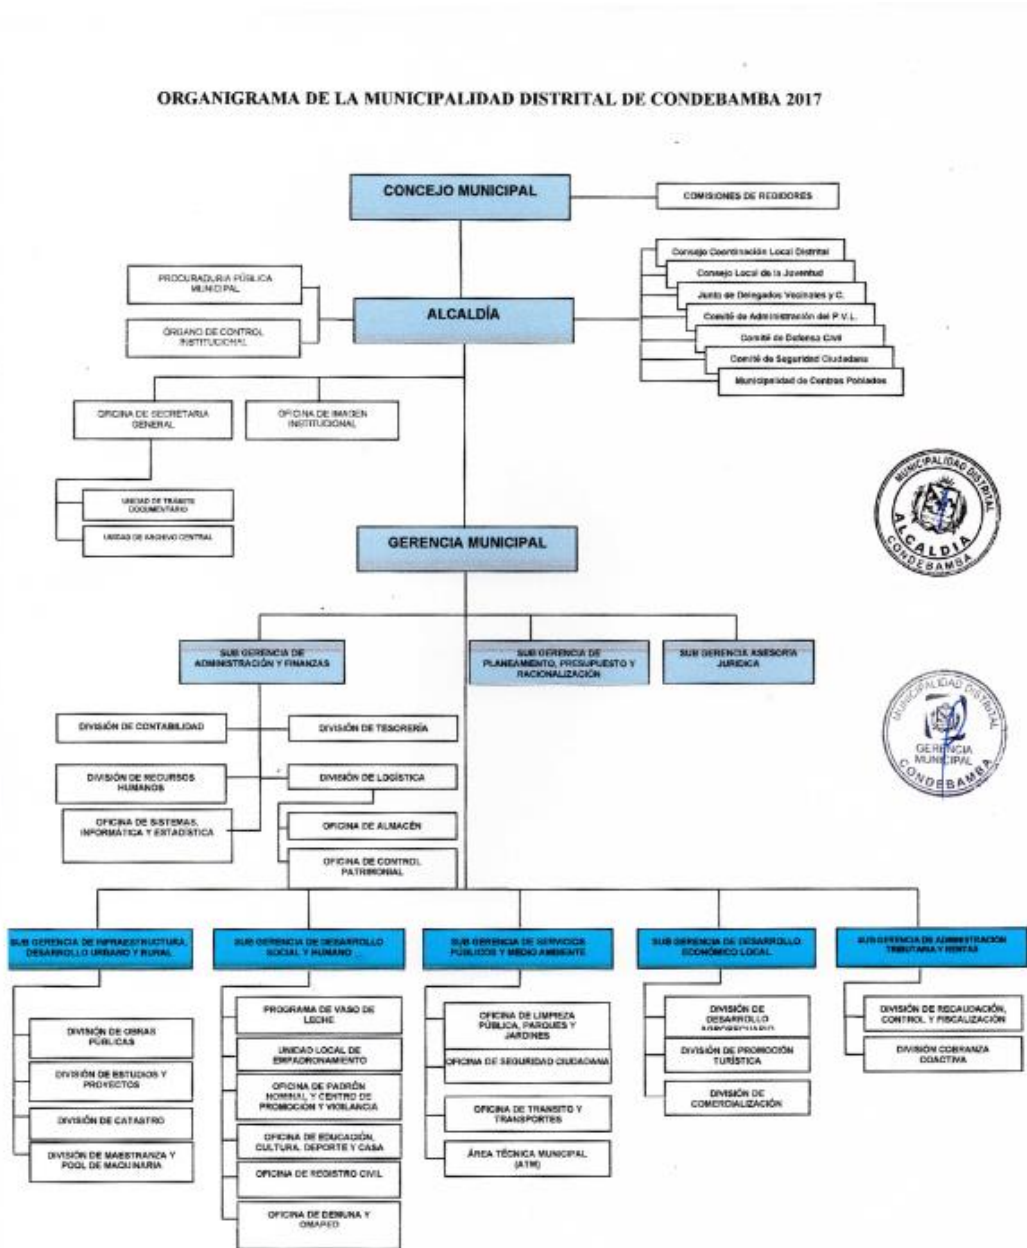 ORGANIGRAMA DE LA MUNICIPALIDAD DISTRITAL DE CONDEBAMBA 2017
CONCEJO MUNICIPAL
COMISIONES DE REGIDORES
Consejo Coordinación Local Distrital
Consejo Local de la Juventud
Junta de Delegados Vecinales y C.
Comité de Administración del P.V.L.
Comité de Defensa Civil
Comité de Seguridad Ciudadana
Municipalidad de Centros Poblados
PROCURADURIA PÚBLICA
MUNICIPAL
ALCALDÍA
ÓRGANO DE CONTROL
INSTITUCIONAL
OFICINA DE SECRETARIA
GENERAL
OFICINA DE IMAGEN
INSTITUCIONAL
UNIDAD DE TRÁMITE
DOCUMENTARIO
UNIDAD DE ARCHIVO CENTRAL
MUNICIPALIDAD DISTRITAL
ALCALDIA
CONDEBAMBA
GERENCIA MUNICIPAL
SUB GERENCIA DE
ADMINISTRACIÓN Y FINANZAS
SUB GERENCIA DE
PLANEAMIENTO, PRESUPUESTO Y
RACIONALIZACIÓN
SUB GERENCIA ASESORÍA
JURIDICA
MUNICIPALIDAD DISTRITAL
GERENCIA
MUNICIPAL
CONDEBAMBA
DIVISIÓN DE CONTABILIDAD
DIVISIÓN DE TESORERÍA
DIVISIÓN DE RECURSOS
HUMANOS
DIVISIÓN DE LOGÍSTICA
OFICINA DE SISTEMAS,
INFORMÁTICA Y ESTADÍSTICA
OFICINA DE ALMACÉN
OFICINA DE CONTROL
PATRIMONIAL
SUB GERENCIA DE INFRAESTRUCTURA,
DESARROLLO URBANO Y RURAL
DIVISIÓN DE OBRAS
PÚBLICAS
DIVISIÓN DE ESTUDIOS Y
PROYECTOS
DIVISIÓN DE CATASTRO
DIVISIÓN DE MAESTRANZA Y
POOL DE MAQUINARIA
SUB GERENCIA DE DESARROLLO
SOCIAL Y HUMANO ...
PROGRAMA DE VASO DE
LECHE
UNIDAD LOCAL DE
EMPADRONAMIENTO
OFICINA DE PADRÓN
NOMINAL Y CENTRO DE
PROMOCIÓN Y VIGILANCIA
OFICINA DE EDUCACIÓN,
CULTURA, DEPORTE Y CASA
OFICINA DE REGISTRO CIVIL
OFICINA DE DEMUNA Y
OMAPED
SUB GERENCIA DE SERVICIOS
PÚBLICOS Y MEDIO AMBIENTE
OFICINA DE LIMPIEZA
PÚBLICA, PARQUES Y
JARDINES
OFICINA DE SEGURIDAD CIUDADANA
OFICINA DE TRANSITO Y
TRANSPORTES
ÁREA TÉCNICA MUNICIPAL
(ATM)
SUB GERENCIA DE DESARROLLO
ECONÓMICO LOCAL
DIVISIÓN DE
DESARROLLO
AGROPECUARIO
DIVISIÓN DE PROMOCIÓN
TURÍSTICA
DIVISIÓN DE
COMERCIALIZACIÓN
SUB GERENCIA DE ADMINISTRACIÓN
TRIBUTARIA Y RENTAS
DIVISIÓN DE RECAUDACIÓN,
CONTROL Y FISCALIZACIÓN
DIVISIÓN COBRANZA
COACTIVA